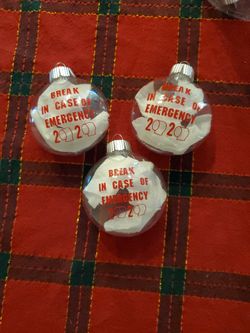 BREAK
IN CASE OF
EMERGENCY
2020
BREAK
IN CASE OF
EMERGENCY
2020
BREAK
IN CASE OF
EMERGENCY
2020